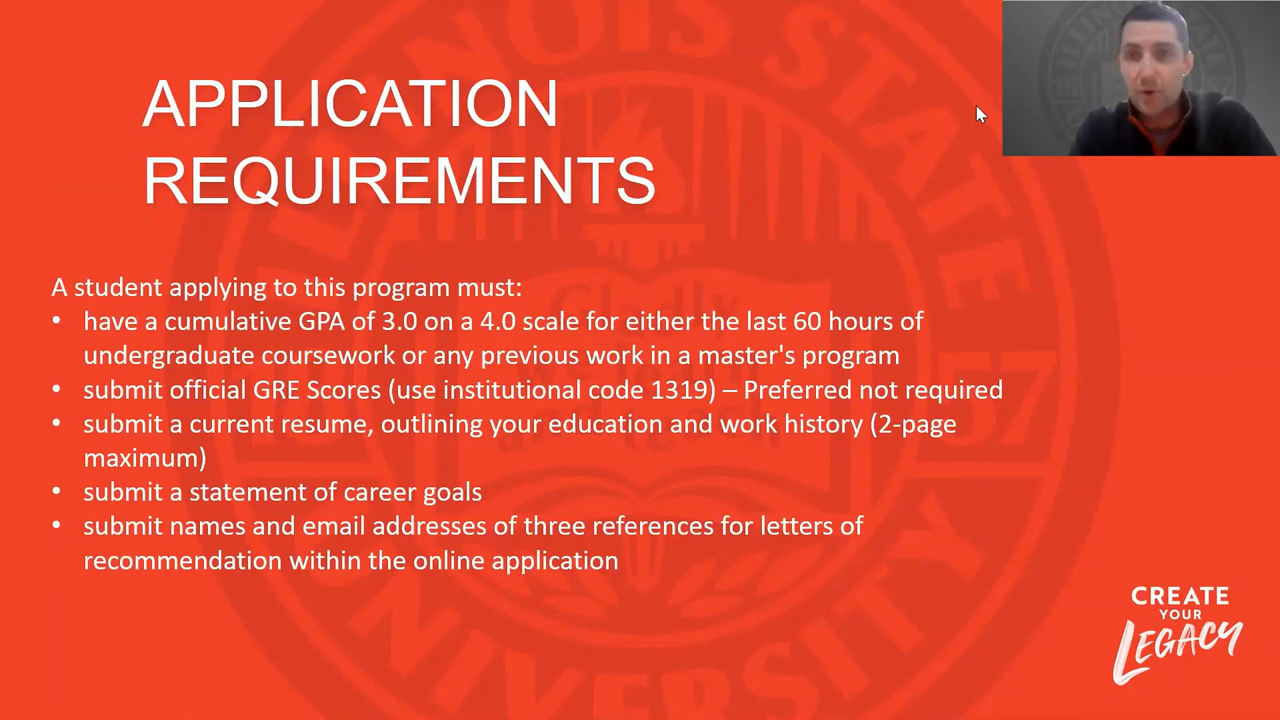 APPLICATION
REQUIREMENTS
A student applying to this program must:
• have a cumulative GPA of 3.0 on a 4.0 scale for either the last 60 hours of
undergraduate coursework or any previous work in a master's program
• submit official GRE Scores (use institutional code 1319) – Preferred not required
• submit a current resume, outlining your education and work history (2-page
maximum)
• submit a statement of career goals
• submit names and email addresses of three references for letters of
recommendation within the online application
CREATE
YOUR
LEGACY
ILLINOIS STATE
UNIVERSITY
Gladly